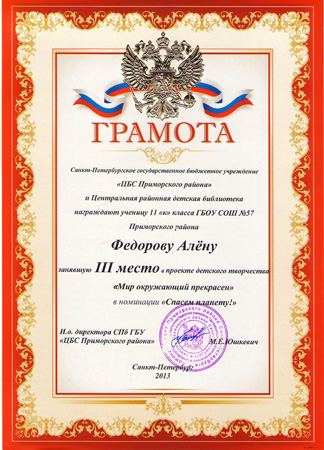 ГРАМОТА
Санкт-Петербургское государственное бюджетное учреждение
«ЦБС Приморского района»
и Центральная районная детская библиотека
награждают ученицу 11 «к» класса ГБОУ СОШ №57
Приморского района
Федорову Алёну
занявшую III место в проекте детского творчества
«Мир окружающий прекрасен»
в номинации «Спасем планету!»
И.о. директора СПб ГБУ
«ЦБС Приморского района»
М.Е.Юшкевич
Санкт-Петербург
2013